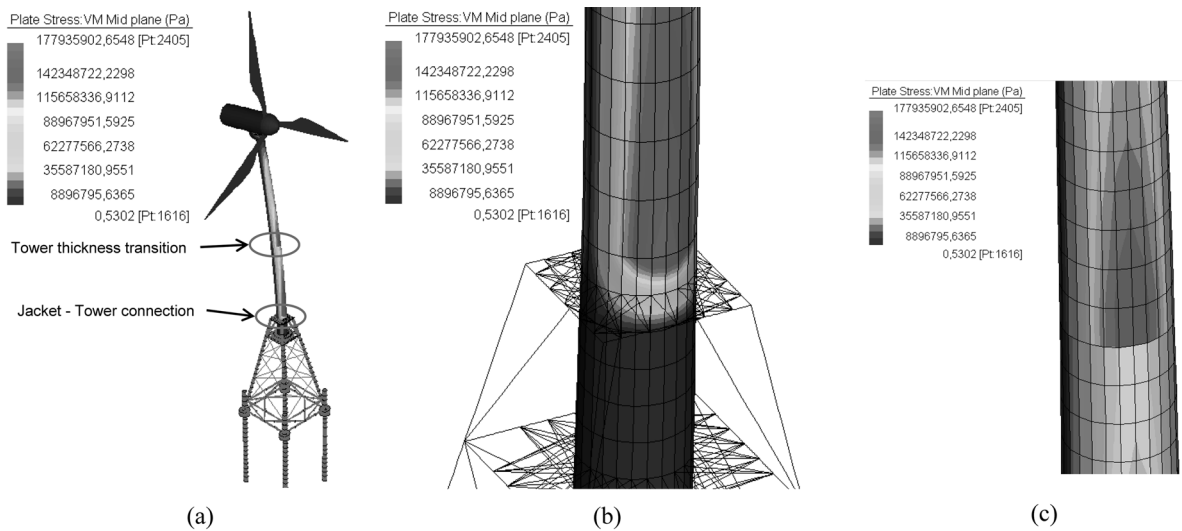 Plate Stress:VM Mid plane (Pa)
177935902,6548 [Pt:2405]
142348722,2298
115658336,9112
88967951,5925
62277566,2738
35587180,9551
8896795,6365
0,5302 [Pt:1616]
Tower thickness transition
Jacket - Tower connection
(a)
Plate Stress:VM Mid plane (Pa)
177935902,6548 [Pt:2405]
142348722,2298
115658336,9112
88967951,5925
62277566,2738
35587180,9551
8896795,6365
0,5302 [Pt:1616]
(b)
Plate Stress:VM Mid plane (Pa)
177935902,6548 [Pt:2405]
142348722,2298
115658336,9112
88967951,5925
62277566,2738
35587180,9551
8896795,6365
0,5302 [Pt:1616]
(c)